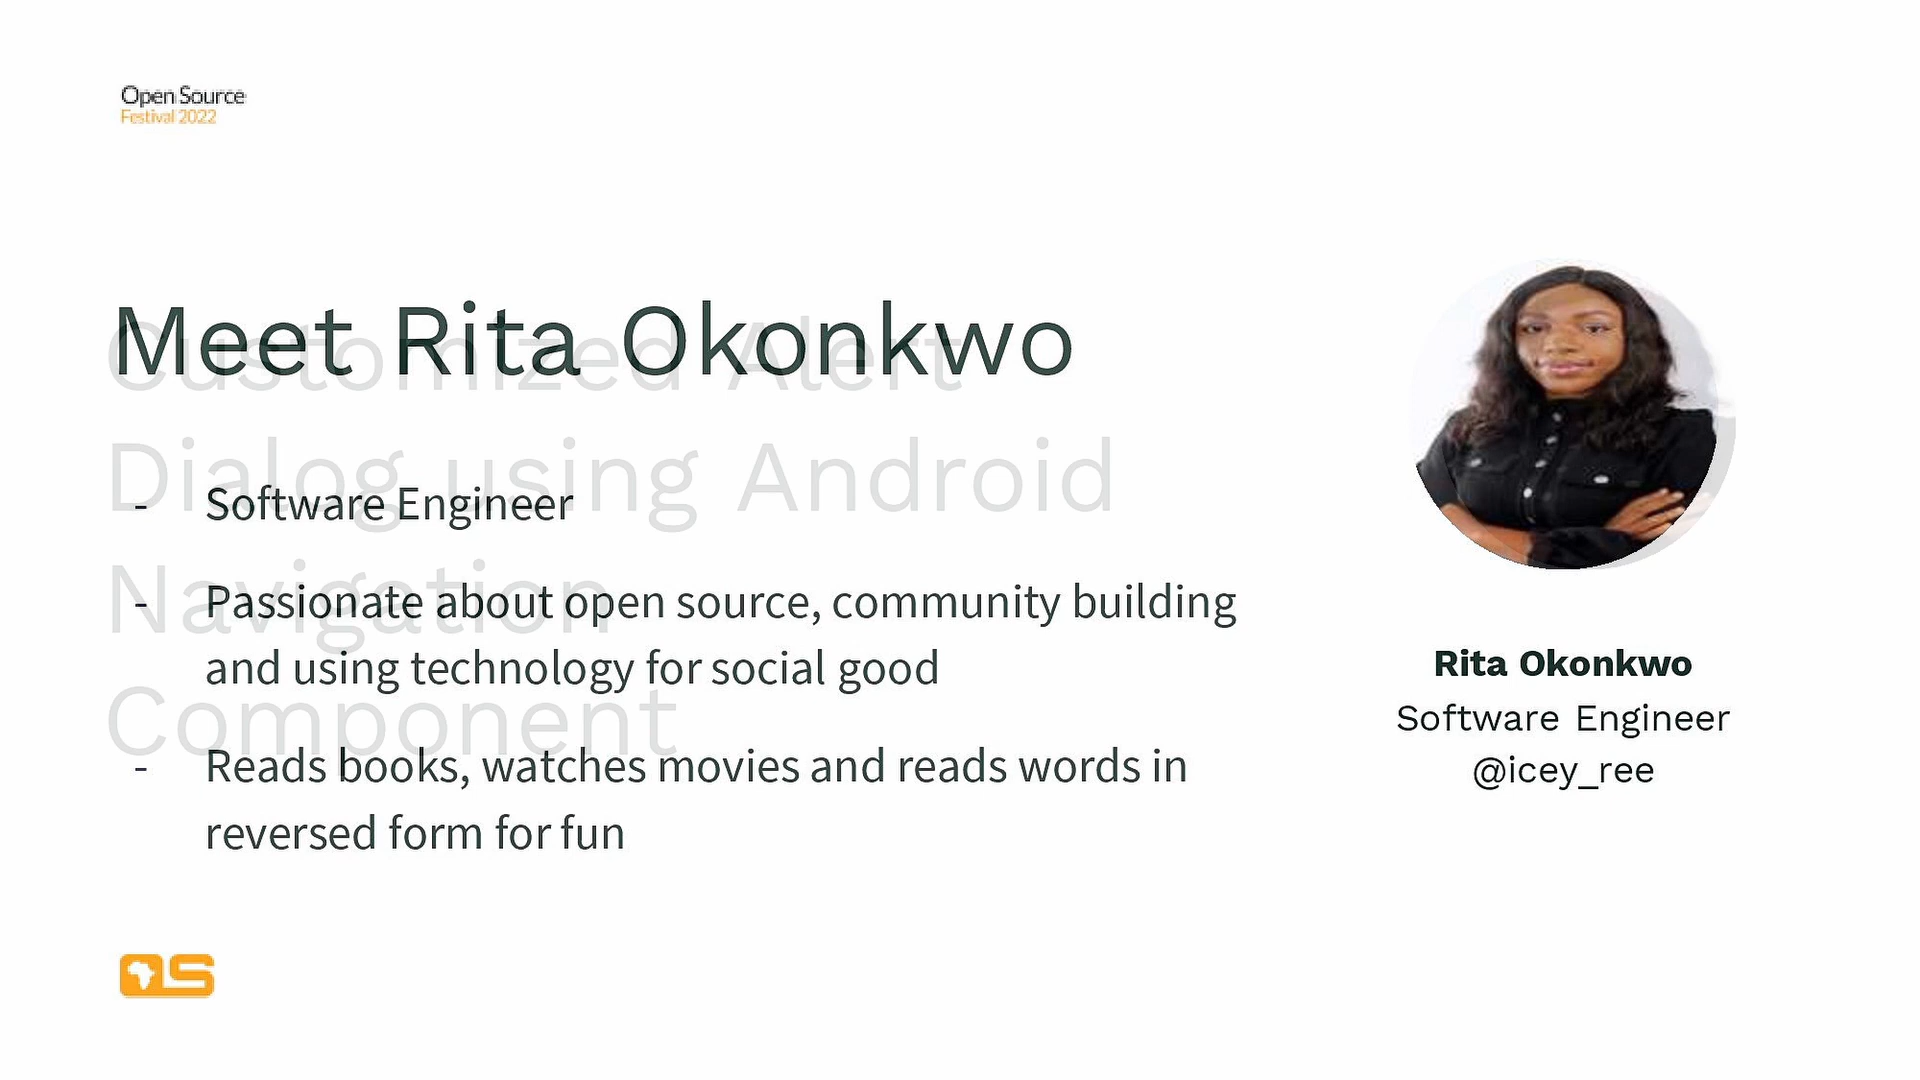 Open Source
Festival 2022
Meet Rita Okonkwo
Customized Alert
Dialog using Android
Navigation
Component
- Software Engineer
- Passionate about open source, community building
and using technology for social good
- Reads books, watches movies and reads words in
reversed form for fun
Rita Okonkwo
Software Engineer
@icey_ree